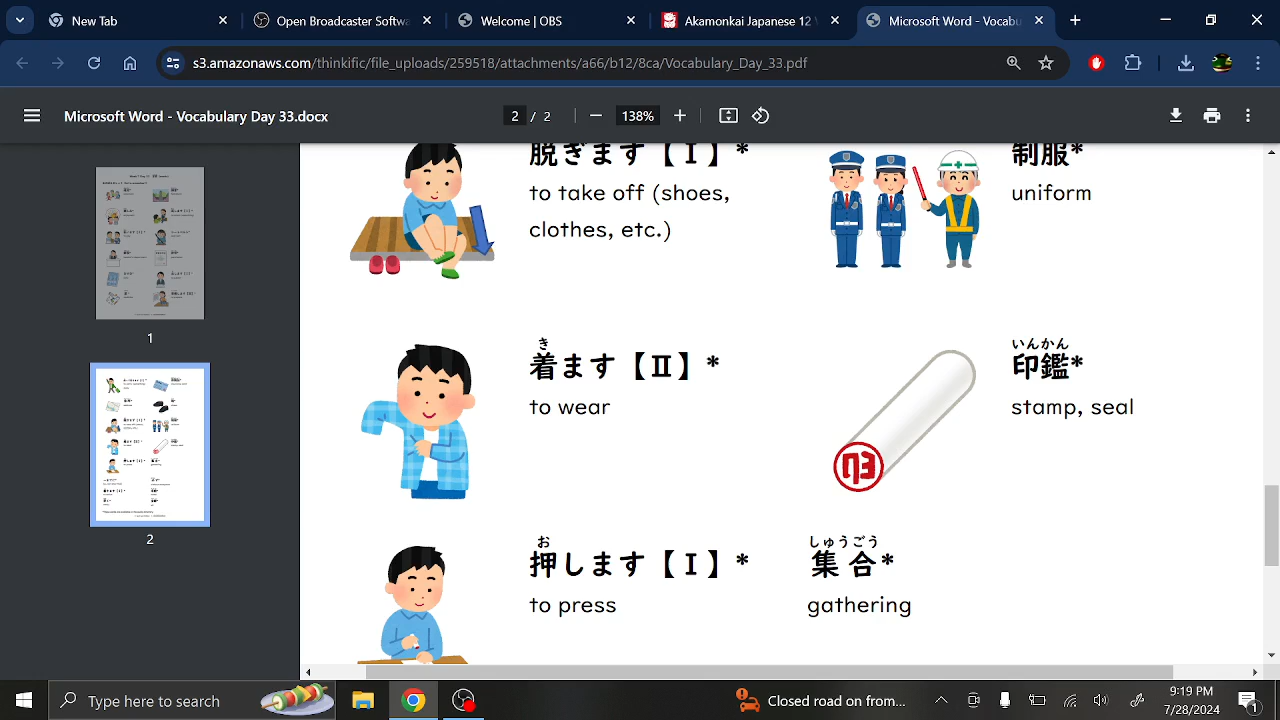 New Tab
Open Broadcaster Softwa
Welcome | OBS
Akamonkai Japanese 12
Microsoft Word - Vocabu
s3.amazonaws.com/thinkific/file_uploads/259518/attachments/a66/b12/8ca/Vocabulary_Day_33.pdf
Microsoft Word - Vocabulary Day 33.docx
2 / 2
138%
1
2
脱ぎます【Ⅰ】*
to take off (shoes,
clothes, etc.)
制服*
uniform
き
着ます【Ⅱ】*
to wear
いんかん
印鑑*
stamp, seal
お
押します【Ⅰ】*
to press
しゅうごう
集合*
gathering
Type here to search
Closed road on from...
9:19 PM
7/28/2024
1